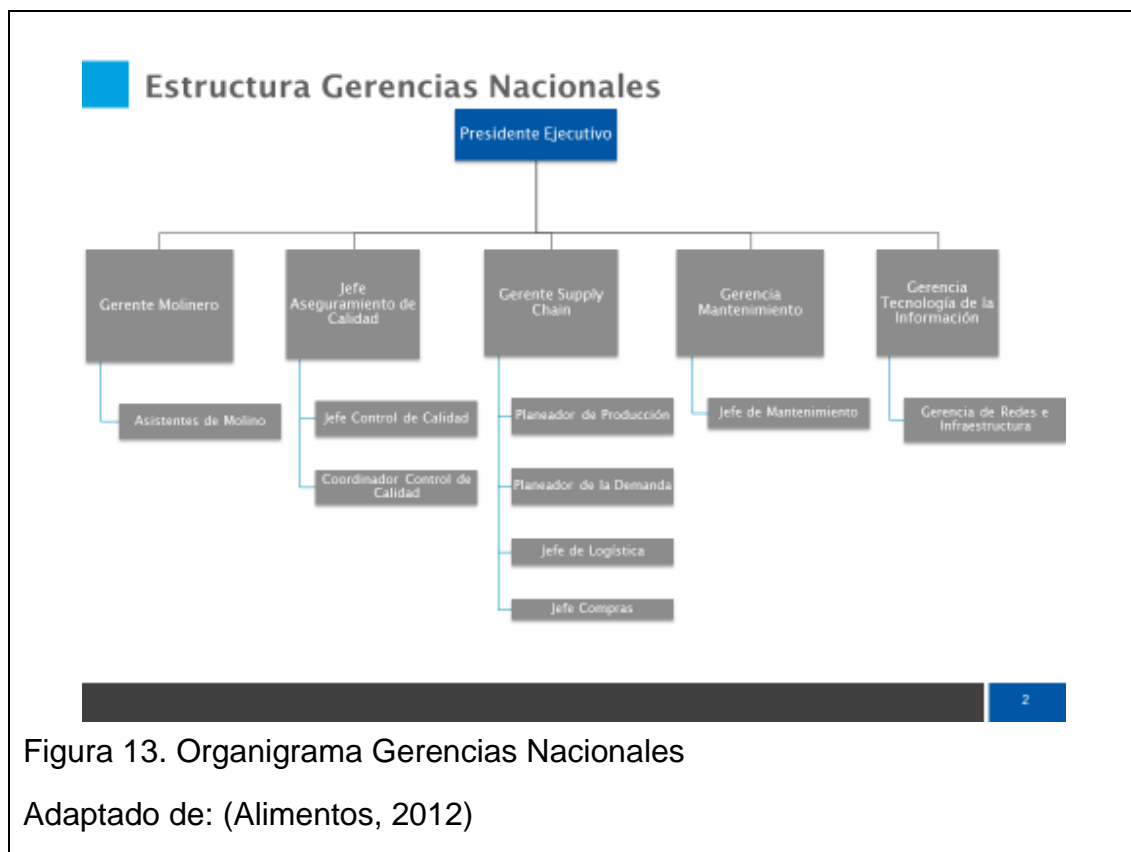 Estructura Gerencias Nacionales
Presidente Ejecutivo
Gerente Molinero
Jefe
Aseguramiento de
Calidad
Gerente Supply
Chain
Gerencia
Mantenimiento
Gerencia
Tecnología de la
Información
Asistentes de Molino
Jefe Control de Calidad
Coordinador Control de
Calidad
Planeador de Producción
Planeador de la Demanda
Jefe de Logística
Jefe Compras
Jefe de Mantenimiento
Gerencia de Redes e
Infraestructura
2
Figura 13. Organigrama Gerencias Nacionales
Adaptado de: (Alimentos, 2012)